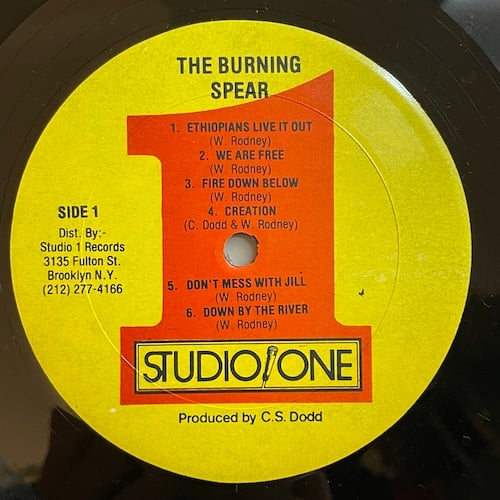 THE BURNING
SPEAR
1. ETHIOPIANS LIVE IT OUT
(W. Rodney)
2. WE ARE FREE
(W. Rodney)
3. FIRE DOWN BELOW
(W. Rodney)
4. CREATION
(C. Dodd & W. Rodney)
SIDE 1
Dist. By:-
Studio 1 Records
3135 Fulton St.
Brooklyn N.Y.
(212) 277-4166
5. DON'T MESS WITH JILL
(W. Rodney)
6. DOWN BY THE RIVER
(W. Rodney)
1
STUDIO ONE
Produced by C.S. Dodd